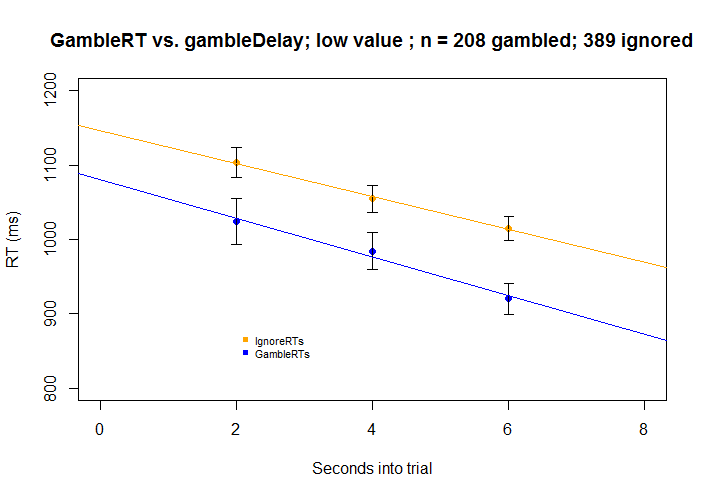 GambleRT vs. gambleDelay; low value ; n = 208 gambled; 389 ignored
1200
1100
1000
900
800
RT (ms)
IgnoreRTs
GambleRTs
0 2 4 6 8
Seconds into trial